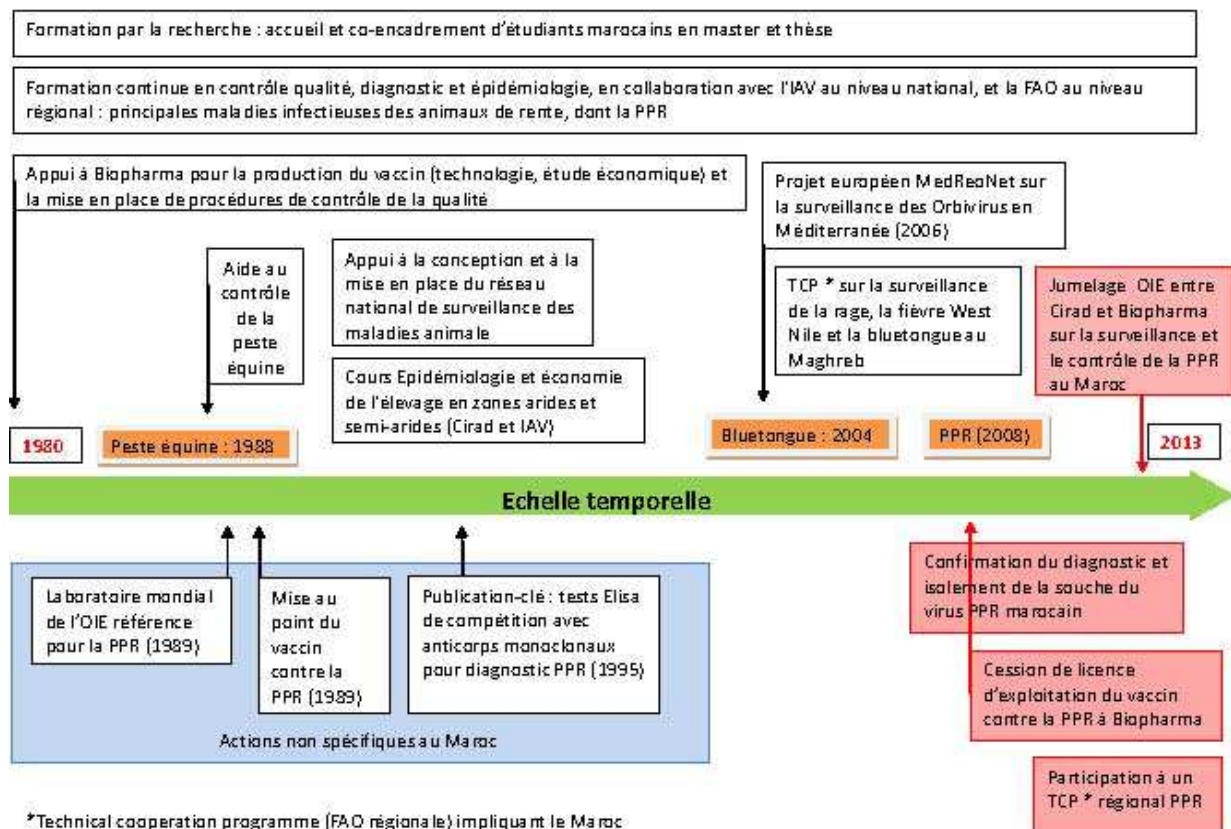 Formation par la recherche : accueil et co-encadrement d'étudiants marocains en master et thèse
Formation continue en contrôle qualité, diagnostic et épidémiologie, en collaboration avec l'IAV au niveau national, et la FAO au niveau
régional : principales maladies infectieuses des animaux de rente, dont la PPR
Appui à Biopharma pour la production du vaccin (technologie, étude économique) et
la mise en place de procédures de contrôle de la qualité
Projet européen MedReoNet sur
la surveillance des Orbivirus en
Méditerranée (2006)
Aide au
contrôle
de la
peste
équine
Appui à la conception et à la
mise en place du réseau
national de surveillance des
maladies animale
TCP * sur la surveillance
de la rage, la fièvre West
Nile et la bluetongue au
Maghreb
Jumelage OIE entre
Cirad et Biopharma
sur la surveillance et
le contrôle de la PPR
au Maroc
Cours Epidémiologie et économie
de l'élevage en zones arides et
semi-arides (Cirad et IAV)
1980
Peste équine : 1988
Bluetongue : 2004
PPR (2008)
2013
Echelle temporelle
Laboratoire mondial
de l'OIE référence
pour la PPR (1989)
Mise au
point du
vaccin
contre la
PPR (1989)
Publication-clé : tests Elisa
de compétition avec
anticorps monoclonaux
pour diagnostic PPR (1995)
Actions non spécifiques au Maroc
Confirmation du diagnostic et
isolement de la souche du
virus PPR marocain
Cession de licence
d'exploitation du vaccin
contre la PPR à Biopharma
Participation à un
TCP * régional PPR
*Technical cooperation programme (FAO régionale) impliquant le Maroc